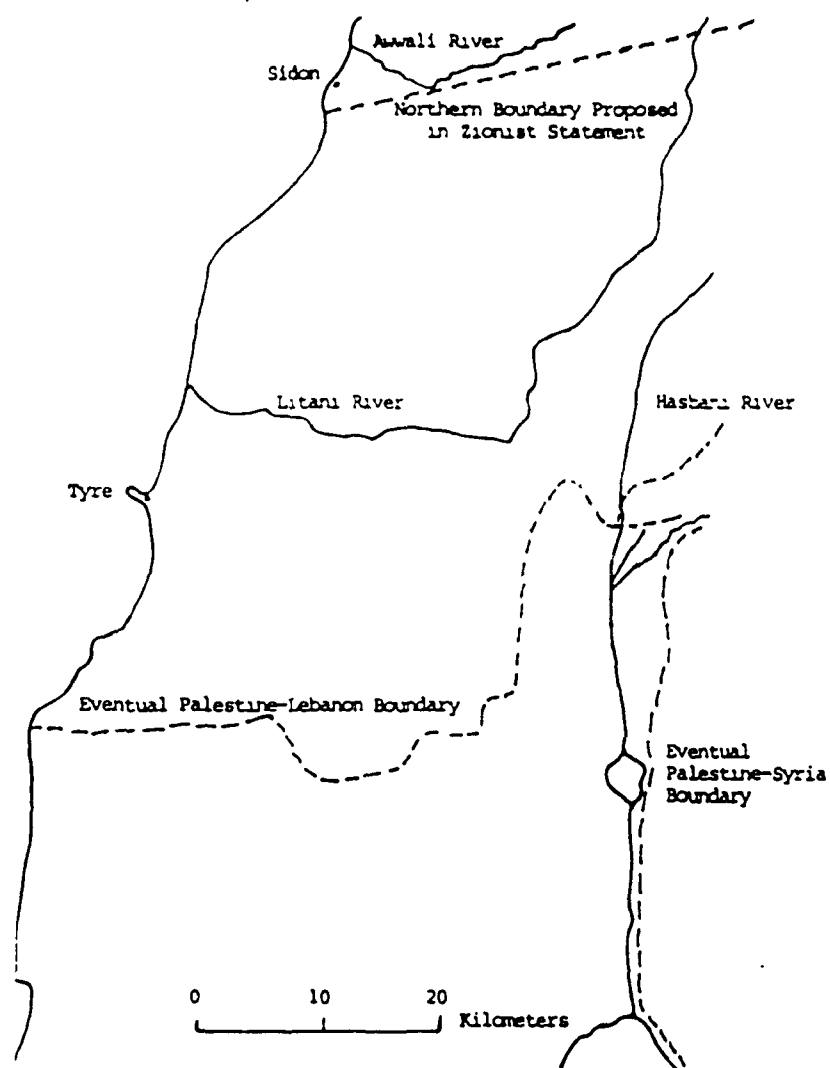 Awwali River
Sidon
Northern Boundary Proposed
in Zionist Statement
Litani River
Hasbani River
Tyre
Eventual Palestine-Lebanon Boundary
Eventual
Palestine-Syria
Boundary
0 10 20
Kilometers